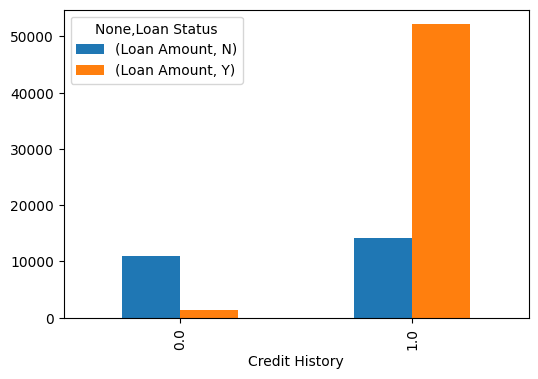 None,Loan Status
(Loan Amount, N)
(Loan Amount, Y)
50000
40000
30000
20000
10000
0
0.0
1.0
Credit History